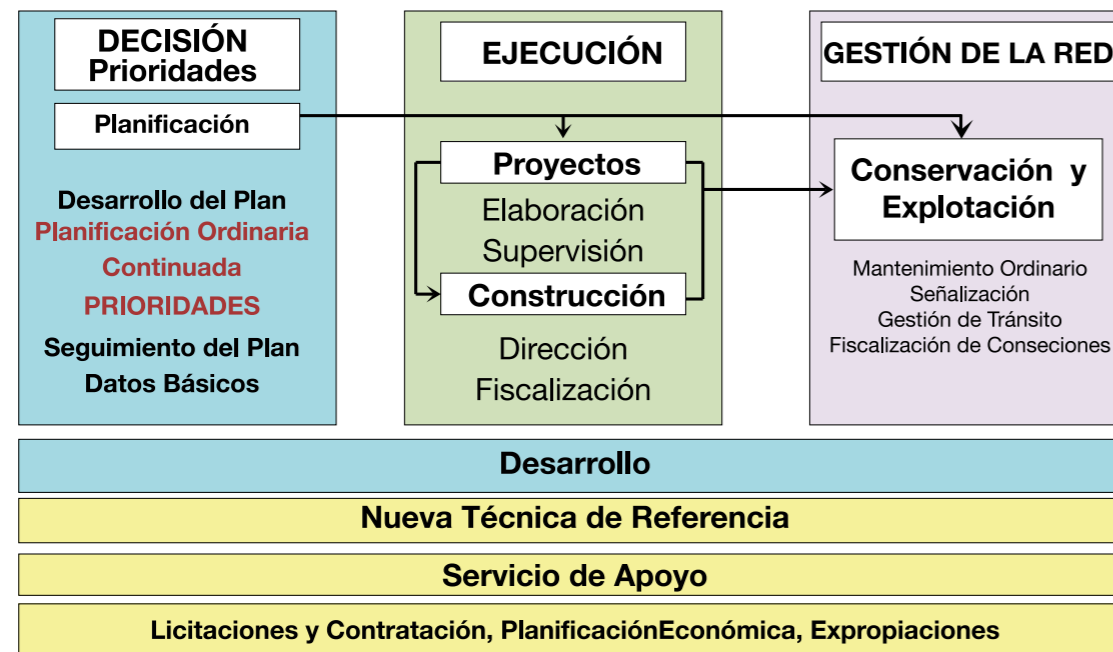 DECISIÓN
Prioridades
Planificación
Desarrollo del Plan
Planificación Ordinaria
Continuada
PRIORIDADES
Seguimiento del Plan
Datos Básicos
EJECUCIÓN
Proyectos
Elaboración
Supervisión
Construcción
Dirección
Fiscalización
GESTIÓN DE LA RED
Conservación y
Explotación
Mantenimiento Ordinario
Señalización
Gestión de Tránsito
Fiscalización de Conseciones
Desarrollo
Nueva Técnica de Referencia
Servicio de Apoyo
Licitaciones y Contratación, PlanificaciónEconómica, Expropiaciones